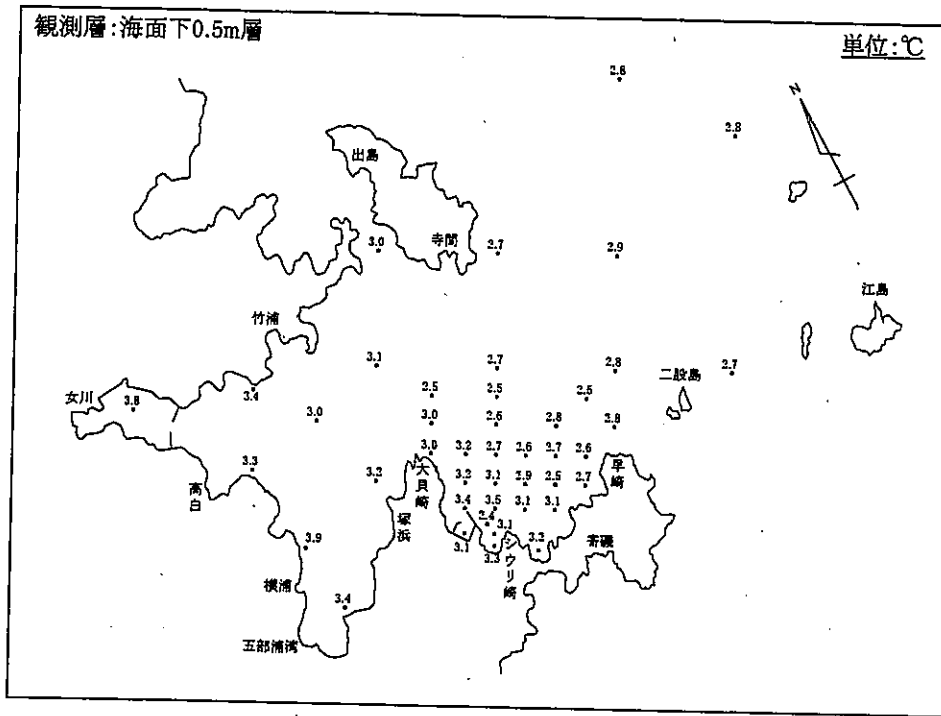 観測層:海面下0.5m層
単位:℃
2.8
N
2.8
出島
寺間
3.0
2.7
2.9
江島
竹浦
3.1
2.7
2.8
二股島
2.7
女川
3.8
3.4
2.5
2.5
2.5
3.0
3.0
2.6
2.8
2.8
3.0
3.2
2.7
2.6
2.7
2.6
早崎
3.3
高白
3.2
大貝崎
3.2
3.1
2.9
2.5
2.7
塚浜
3.4
3.5
3.1
3.1
2.4
3.1
3.1
3.3
シウリ崎
3.2
寄磯
3.9
横浦
3.4
五部浦湾